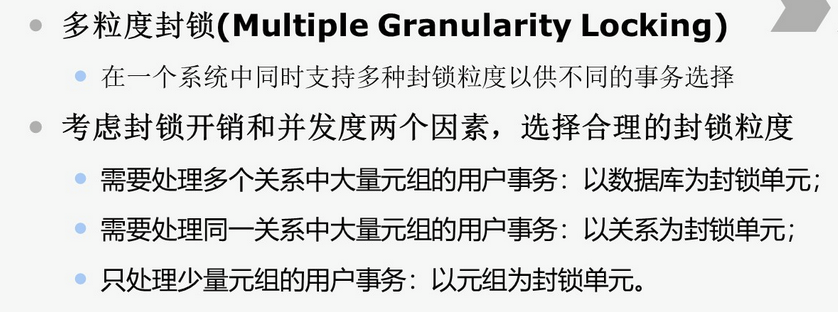 多粒度封锁(Multiple Granularity Locking)
在一个系统中同时支持多种封锁粒度以供不同的事务选择
考虑封锁开销和并发度两个因素，选择合理的封锁粒度
需要处理多个关系中大量元组的用户事务：以数据库为封锁单元；
需要处理同一关系中大量元组的用户事务：以关系为封锁单元；
只处理少量元组的用户事务：以元组为封锁单元。